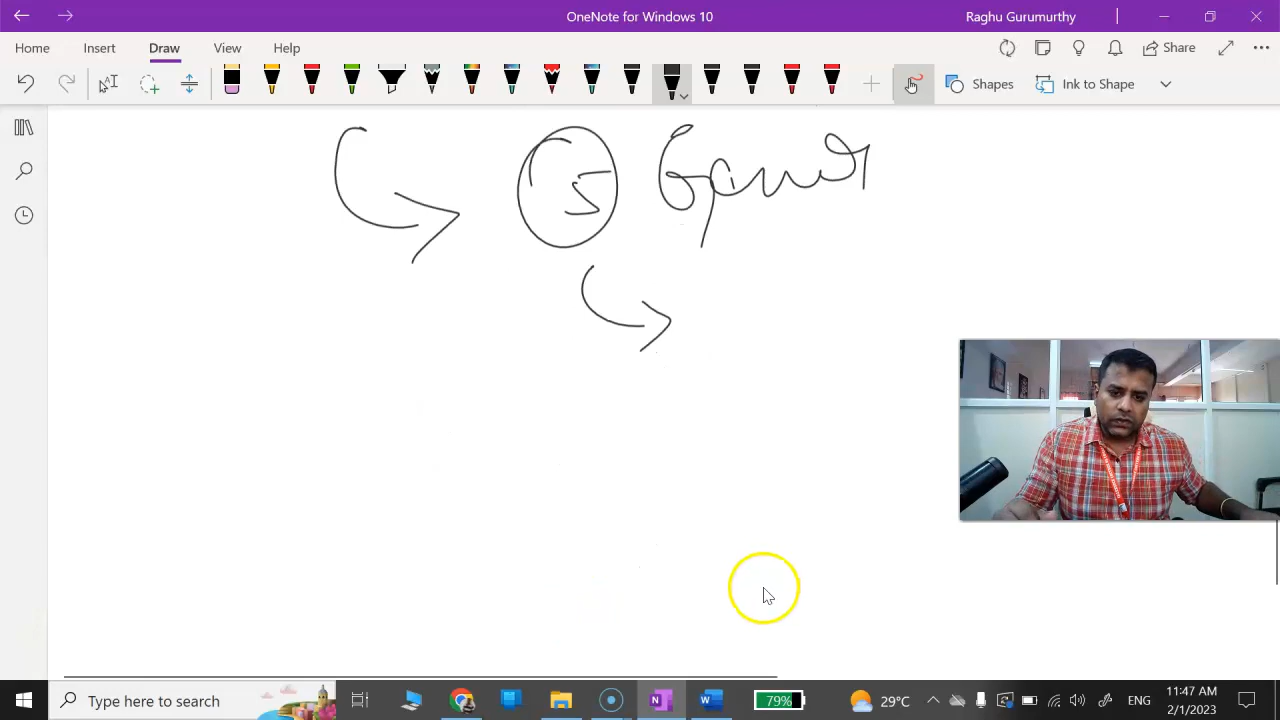 OneNote for Windows 10
Raghu Gurumurthy
Home Insert Draw View Help
Share
Shapes
Ink to Shape
5
79%
29°C
ENG
11:47 AM
Type here to search
2/1/2023